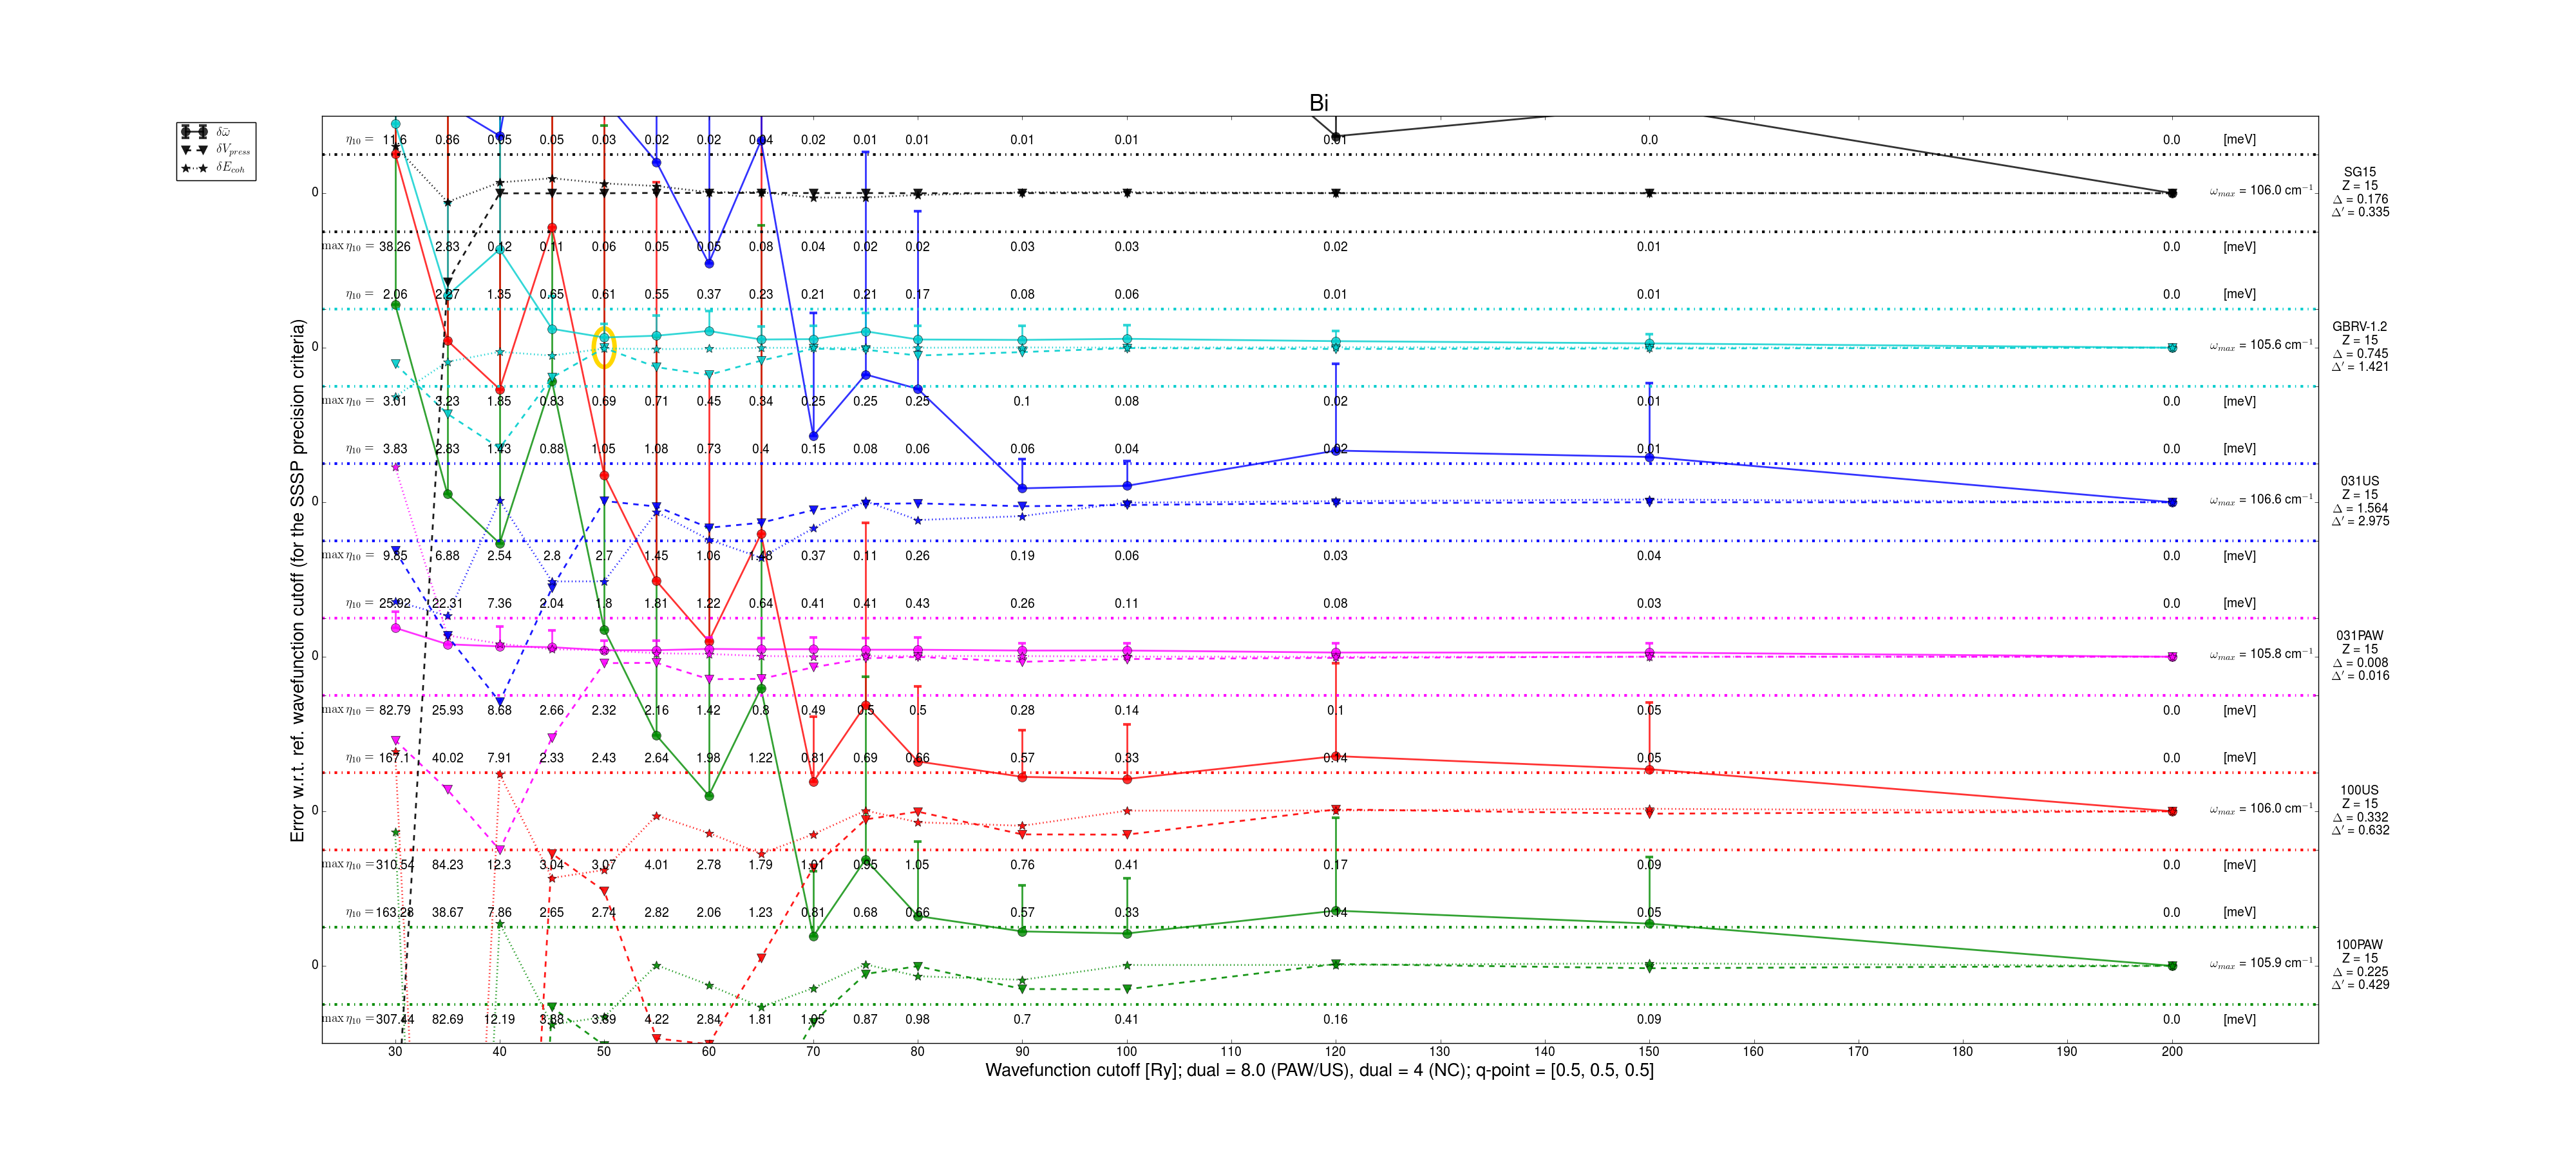 Bi
δω̄
δV_press
δE_coh
Error w.r.t. ref. wavefunction cutoff (for the SSSP precision criteria)
η₁₀ = 11.6 0.86 0.05 0.05 0.03 0.02 0.02 0.04 0.02 0.01 0.01 0.01 0.01 0.01 0.0 0.0 [meV]
0 ω_max = 106.0 cm⁻¹
max η₁₀ = 38.26 2.83 0.12 0.11 0.06 0.05 0.05 0.08 0.04 0.02 0.02 0.03 0.03 0.02 0.01 0.0 [meV]
SG15
Z = 15
Δ = 0.176
Δ′ = 0.335
η₁₀ = 2.06 2.27 1.35 0.65 0.61 0.55 0.37 0.23 0.21 0.21 0.17 0.08 0.06 0.01 0.01 0.0 [meV]
0 ω_max = 105.6 cm⁻¹
max η₁₀ = 3.01 3.23 1.85 0.83 0.69 0.71 0.45 0.34 0.25 0.25 0.25 0.1 0.08 0.02 0.01 0.0 [meV]
GBRV-1.2
Z = 15
Δ = 0.745
Δ′ = 1.421
η₁₀ = 3.83 2.83 1.43 0.88 1.05 1.08 0.73 0.4 0.15 0.08 0.06 0.06 0.04 0.02 0.01 0.0 [meV]
0 ω_max = 106.6 cm⁻¹
max η₁₀ = 9.85 6.88 2.54 2.8 2.7 1.45 1.06 0.37 0.11 0.26 0.19 0.06 0.03 0.04 0.0 [meV]
031US
Z = 15
Δ = 1.564
Δ′ = 2.975
η₁₀ = 25.92 22.31 7.36 2.04 1.8 1.81 1.22 0.64 0.41 0.41 0.43 0.26 0.11 0.08 0.03 0.0 [meV]
0 ω_max = 105.8 cm⁻¹
max η₁₀ = 82.79 25.93 8.68 2.66 2.32 2.16 1.42 0.8 0.49 0.5 0.5 0.28 0.14 0.1 0.05 0.0 [meV]
031PAW
Z = 15
Δ = 0.008
Δ′ = 0.016
η₁₀ = 167.1 40.02 7.91 2.33 2.43 2.64 1.98 1.22 0.81 0.69 0.66 0.57 0.33 0.14 0.05 0.0 [meV]
0 ω_max = 106.0 cm⁻¹
max η₁₀ = 310.54 84.23 12.3 3.04 3.07 4.01 2.78 1.79 1.01 0.95 1.05 0.76 0.41 0.17 0.09 0.0 [meV]
100US
Z = 15
Δ = 0.332
Δ′ = 0.632
η₁₀ = 163.28 38.67 7.86 2.65 2.74 2.82 2.06 1.23 0.81 0.68 0.66 0.57 0.33 0.14 0.05 0.0 [meV]
0 ω_max = 105.9 cm⁻¹
max η₁₀ = 307.44 82.69 12.19 3.89 4.22 2.84 1.81 1.05 0.87 0.98 0.7 0.41 0.16 0.09 0.0 [meV]
100PAW
Z = 15
Δ = 0.225
Δ′ = 0.429
30 40 50 60 70 80 90 100 110 120 130 140 150 160 170 180 190 200
Wavefunction cutoff [Ry]; dual = 8.0 (PAW/US), dual = 4 (NC); q-point = [0.5, 0.5, 0.5]